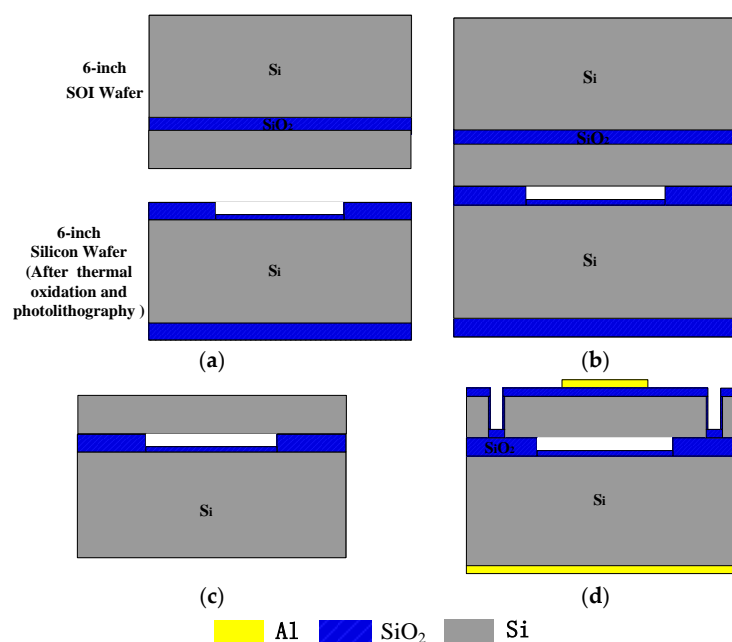 6-inch
SOI Wafer
Si
SiO₂
6-inch
Silicon Wafer
(After thermal
oxidation and
photolithography )
Si
(a)
Si
SiO₂
Si
(b)
Si
(c)
SiO₂
Si
(d)
Al SiO₂ Si